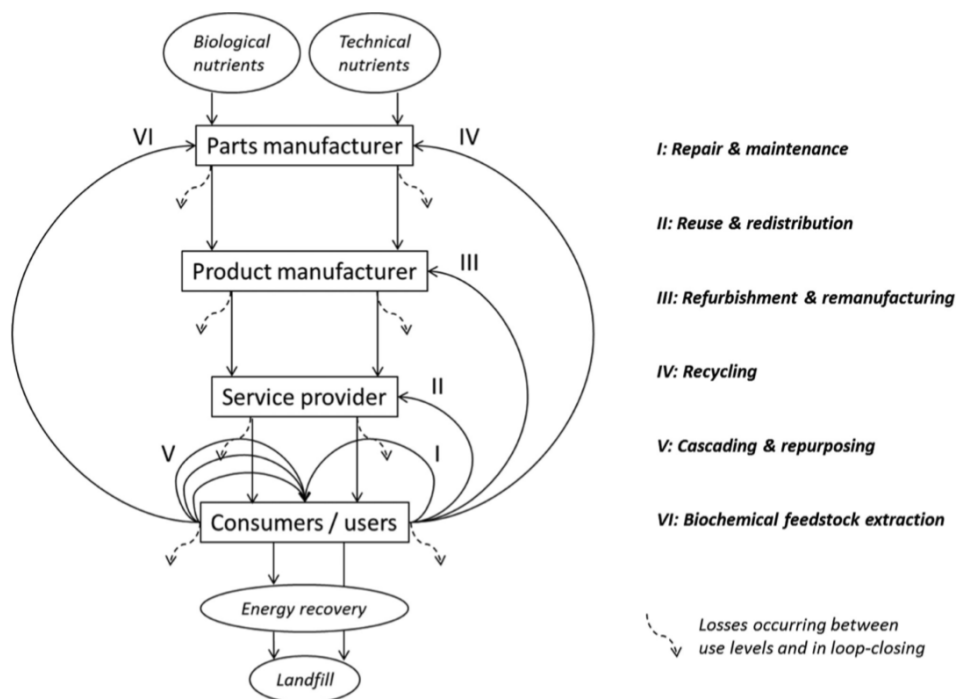 Biological
nutrients
Technical
nutrients
VI
IV
Parts manufacturer
Product manufacturer
III
Service provider
II
V
I
Consumers / users
Energy recovery
Landfill
I: Repair & maintenance
II: Reuse & redistribution
III: Refurbishment & remanufacturing
IV: Recycling
V: Cascading & repurposing
VI: Biochemical feedstock extraction
Losses occurring between
use levels and in loop-closing